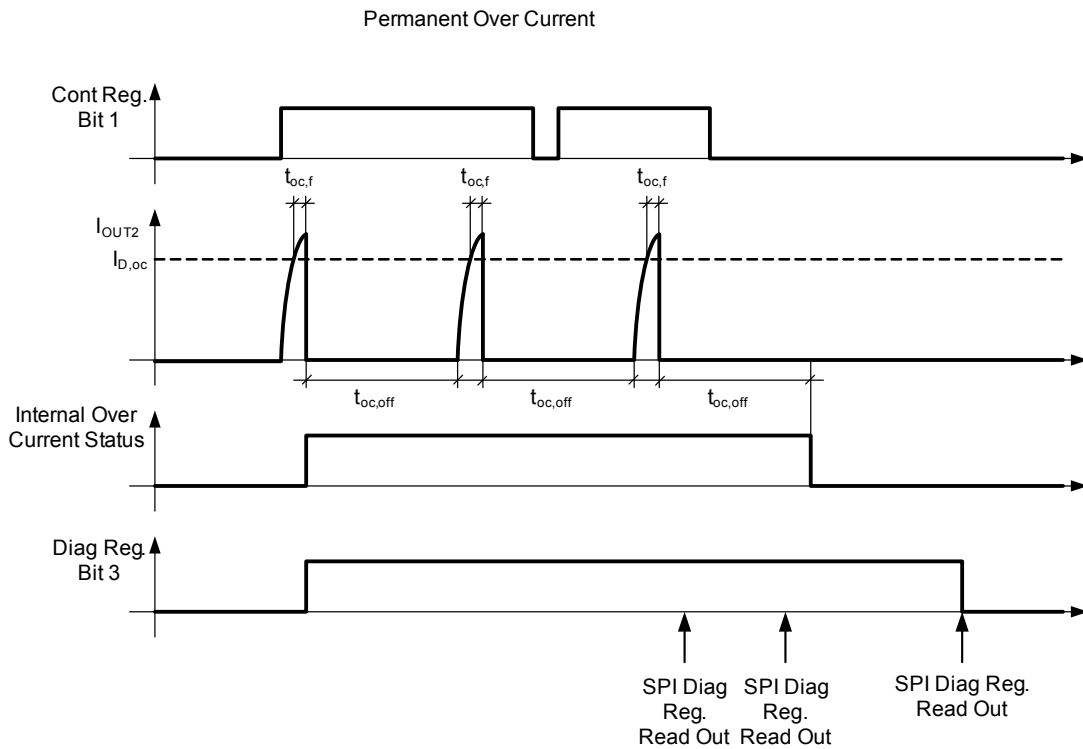 Permanent Over Current
Cont Reg.
Bit 1
toc,f
toc,f
toc,f
IOUT2
ID,oc
toc,off
toc,off
toc,off
Internal Over
Current Status
Diag Reg.
Bit 3
SPI Diag
Reg.
Read Out
SPI Diag
Reg.
Read Out
SPI Diag Reg.
Read Out